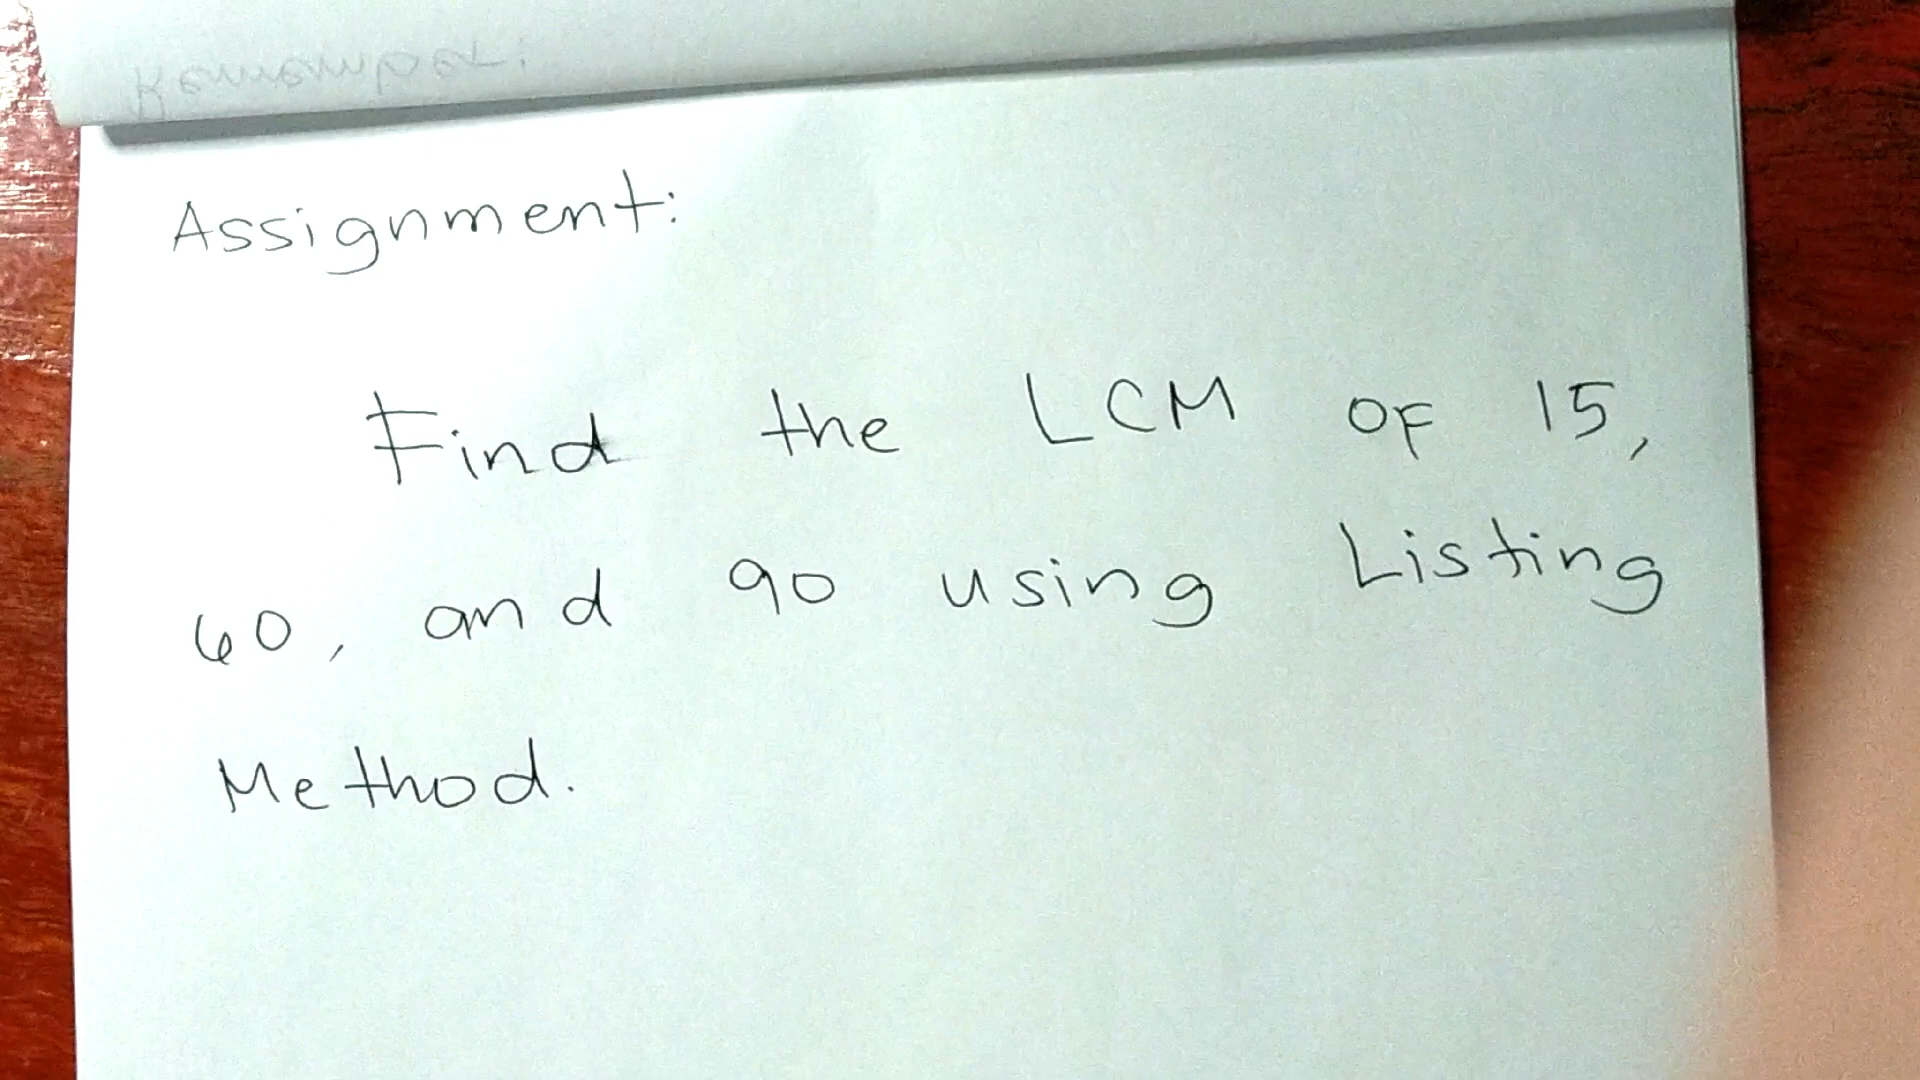 Assignment:
Find the LCM of 15,
60, and 90 using Listing
Method.